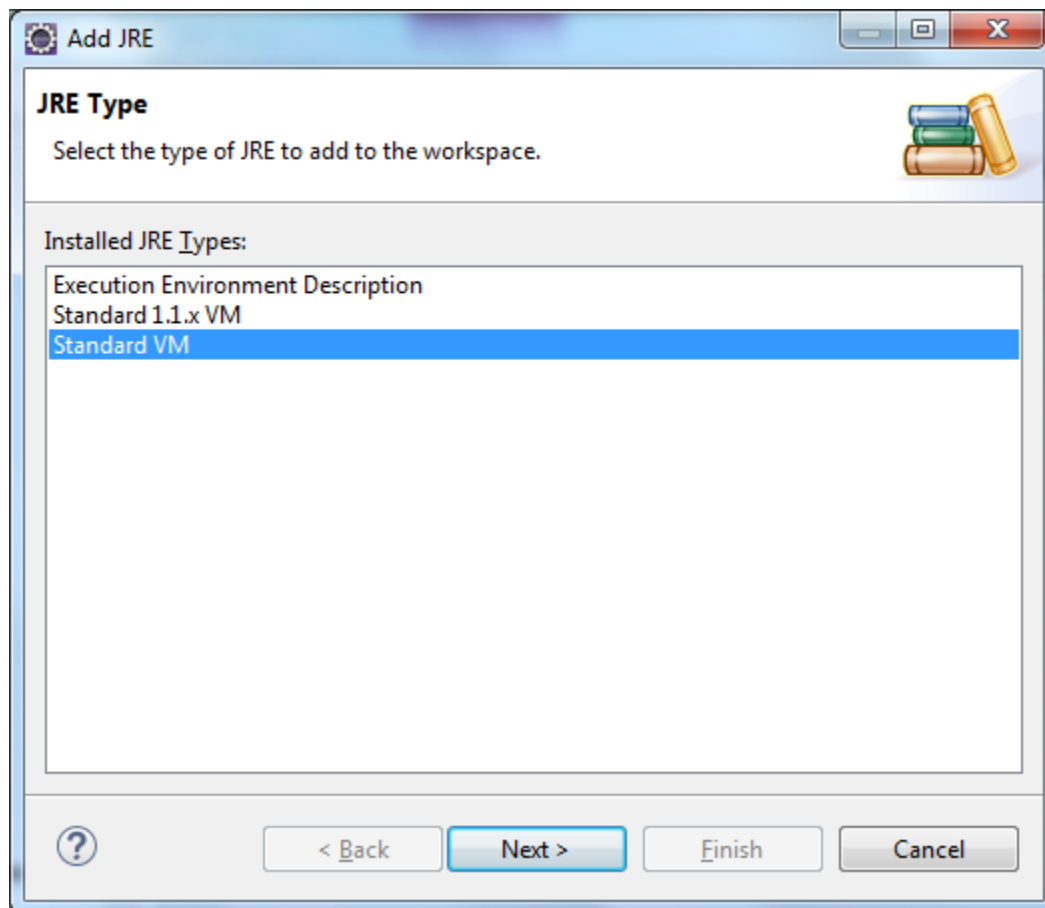 Add JRE
JRE Type
Select the type of JRE to add to the workspace.
Installed JRE Types:
Execution Environment Description
Standard 1.1.x VM
Standard VM
? < Back Next > Finish Cancel